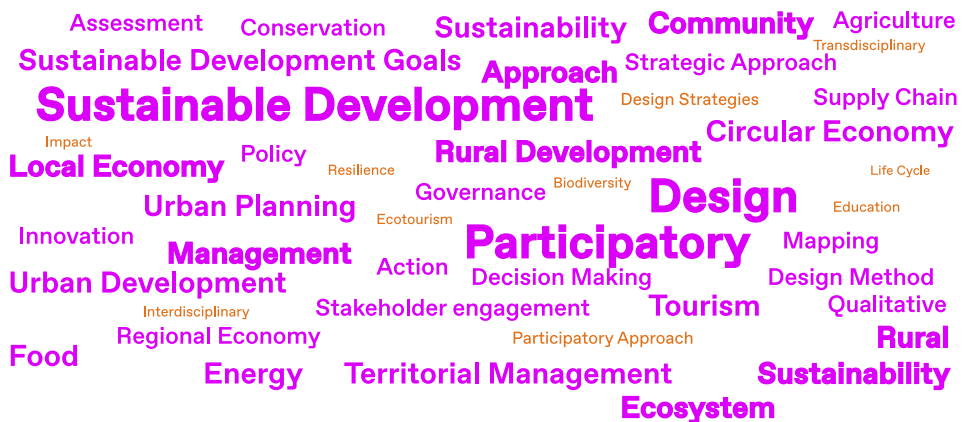 Assessment
Conservation
Sustainability
Community
Agriculture
Transdisciplinary
Sustainable Development Goals
Approach
Strategic Approach
Sustainable Development
Design Strategies
Supply Chain
Circular Economy
Impact
Local Economy
Policy
Resilience
Rural Development
Life Cycle
Governance
Biodiversity
Design
Urban Planning
Ecotourism
Education
Innovation
Management
Participatory
Mapping
Action
Decision Making
Design Method
Urban Development
Interdisciplinary
Stakeholder engagement
Tourism
Qualitative
Regional Economy
Participatory Approach
Rural
Food
Energy
Territorial Management
Sustainability
Ecosystem